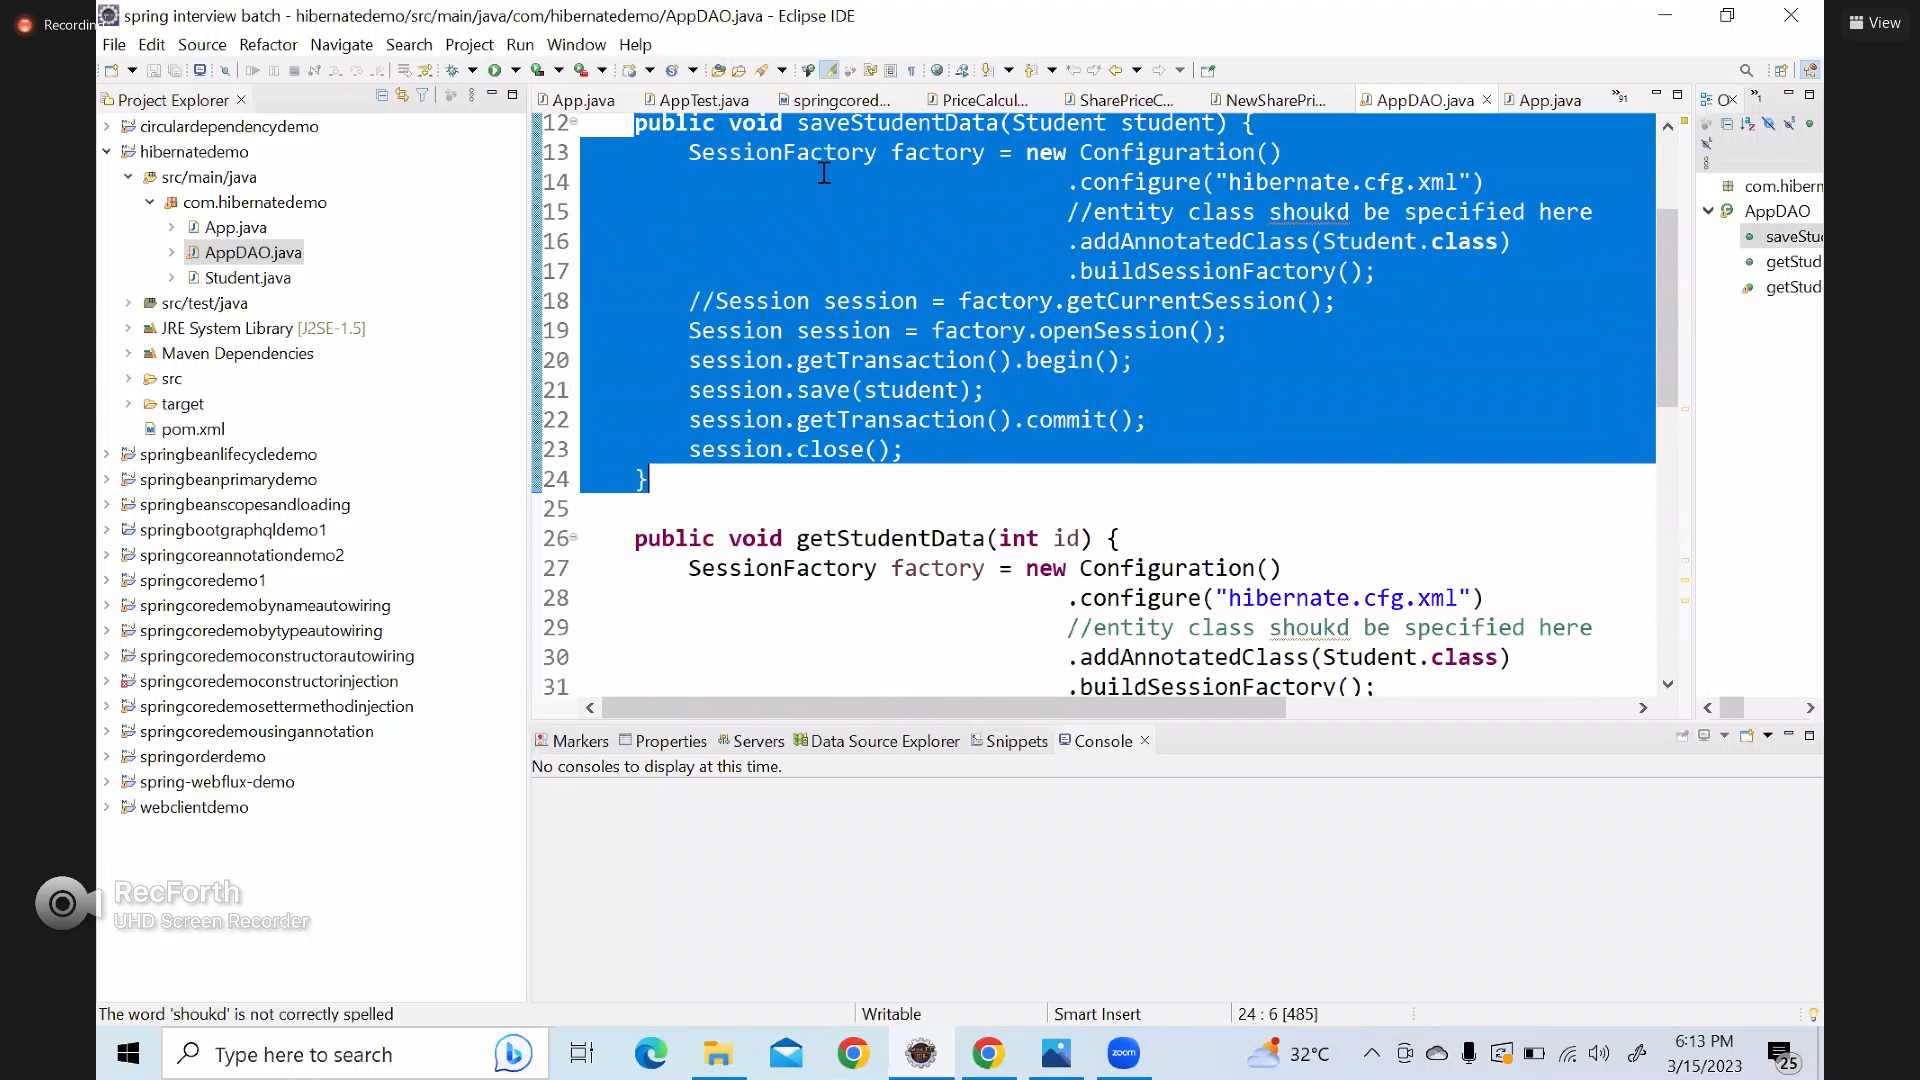 Recording
spring interview batch - hibernatedemo/src/main/java/com/hibernatedemo/AppDAO.java - Eclipse IDE
View
File Edit Source Refactor Navigate Search Project Run Window Help
Project Explorer
App.java AppTest.java springcored... PriceCalcul... SharePriceC... NewSharePri... AppDAO.java App.java 91
circulardependencydemo
hibernatedemo
src/main/java
com.hibernatedemo
App.java
AppDAO.java
Student.java
src/test/java
JRE System Library [J2SE-1.5]
Maven Dependencies
src
target
pom.xml
springbeanlifecycledemo
springbeanprimarydemo
springbeanscopesandloading
springbootgraphqldemo1
springcoreannotationdemo2
springcoredemo1
springcoredemobynameautowiring
springcoredemobytypeautowiring
springcoredemoconstructorautowiring
springcoredemoconstructorinjection
springcoredemosettermethodinjection
springcoredemousingannotation
springorderdemo
spring-webflux-demo
webclientdemo
12 public void saveStudentData(Student student) {
13 SessionFactory factory = new Configuration()
14 .configure("hibernate.cfg.xml")
15 //entity class shoukd be specified here
16 .addAnnotatedClass(Student.class)
17 .buildSessionFactory();
18 //Session session = factory.getCurrentSession();
19 Session session = factory.openSession();
20 session.getTransaction().begin();
21 session.save(student);
22 session.getTransaction().commit();
23 session.close();
24 }
25
26 public void getStudentData(int id) {
27 SessionFactory factory = new Configuration()
28 .configure("hibernate.cfg.xml")
29 //entity class shoukd be specified here
30 .addAnnotatedClass(Student.class)
31 .buildSessionFactory();
com.hibern
AppDAO
saveStu
getStud
getStud
Markers Properties Servers Data Source Explorer Snippets Console
No consoles to display at this time.
RecForth
UHD Screen Recorder
The word 'shoukd' is not correctly spelled
Writable
Smart Insert
24 : 6 [485]
Type here to search
zoom
32°C
6:13 PM
3/15/2023
25